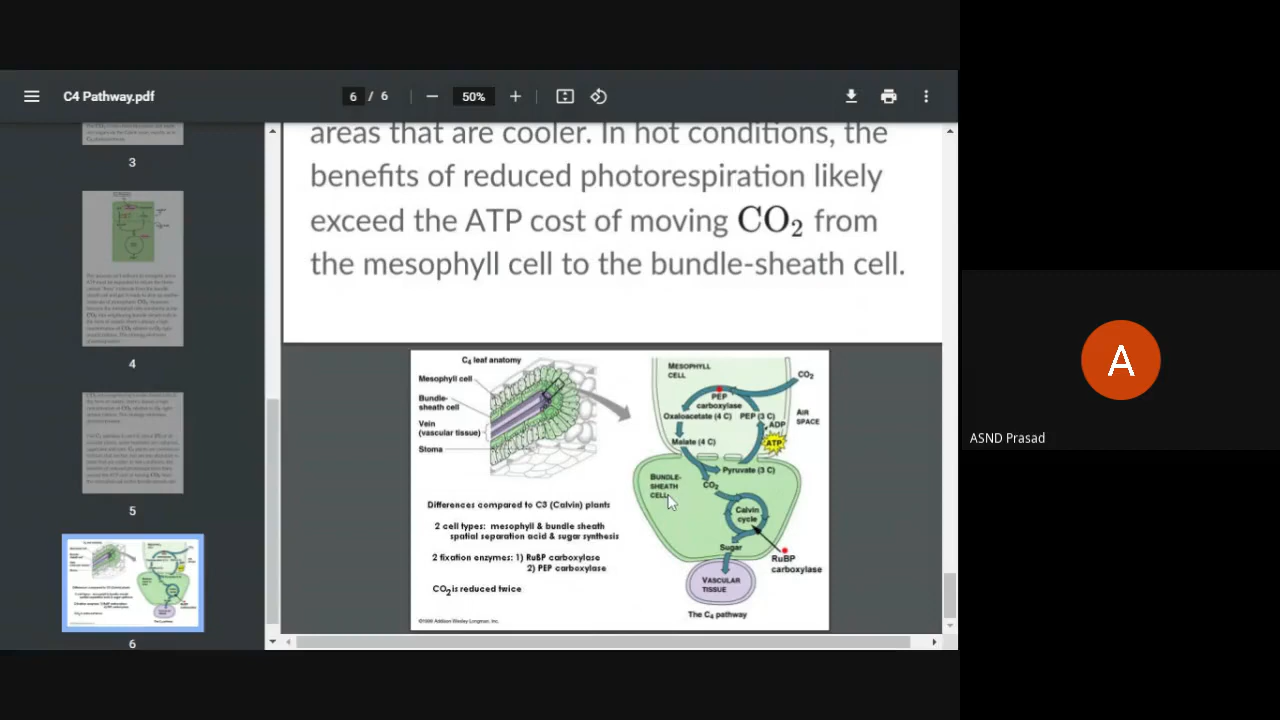 C4 Pathway.pdf
6 / 6
50%
areas that are cooler. In hot conditions, the
benefits of reduced photorespiration likely
exceed the ATP cost of moving CO₂ from
the mesophyll cell to the bundle-sheath cell.
3
4
5
6
C4 leaf anatomy
Mesophyll cell
Bundle-
sheath cell
Vein
(vascular tissue)
Stoma
Differences compared to C3 (Calvin) plants
2 cell types: mesophyll & bundle sheath
spatial separation acid & sugar synthesis
2 fixation enzymes: 1) RuBP carboxylase
2) PEP carboxylase
CO₂ is reduced twice
©1998 Addison Wesley Longman, Inc.
MESOPHYLL
CELL
CO₂
PEP
carboxylase
Oxaloacetate (4 C)
PEP (3 C)
AIR
SPACE
ADP
Malate (4 C)
ATP
Pyruvate (3 C)
BUNDLE-
SHEATH
CELL
CO₂
Calvin
cycle
Sugar
RuBP
carboxylase
VASCULAR
TISSUE
The C4 pathway
A
ASND Prasad